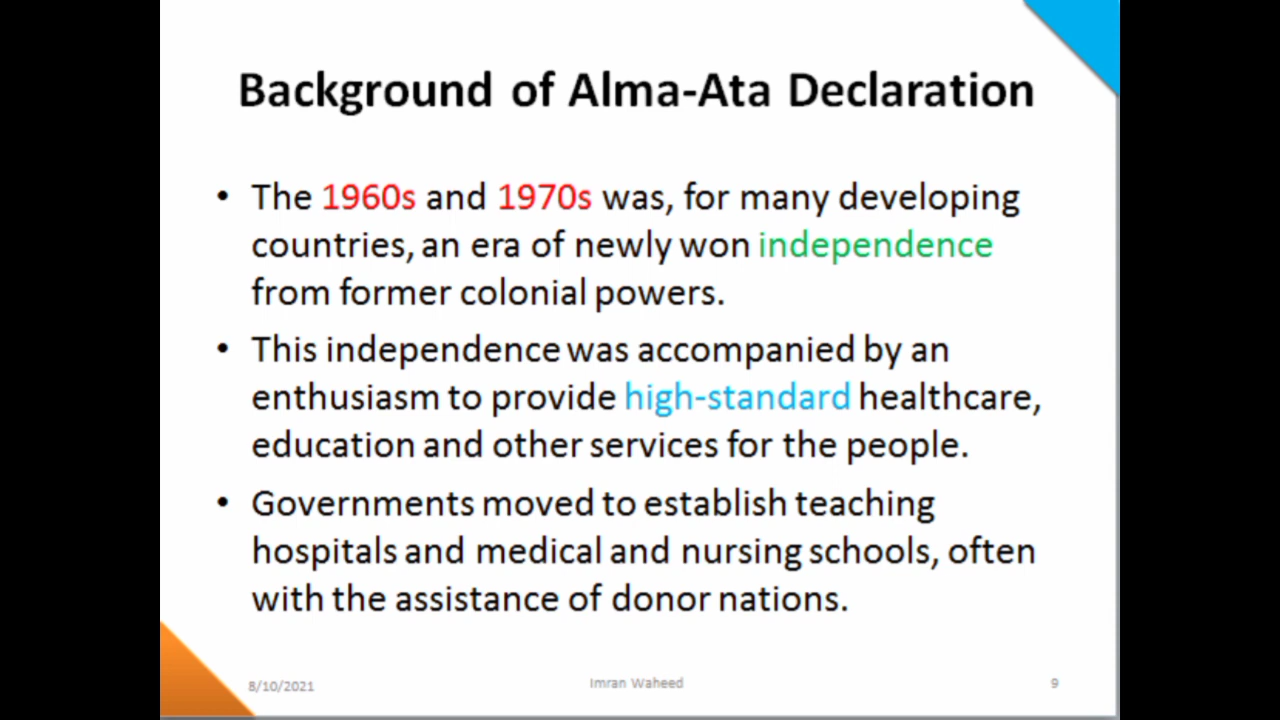 Background of Alma-Ata Declaration
• The 1960s and 1970s was, for many developing
countries, an era of newly won independence
from former colonial powers.
• This independence was accompanied by an
enthusiasm to provide high-standard healthcare,
education and other services for the people.
• Governments moved to establish teaching
hospitals and medical and nursing schools, often
with the assistance of donor nations.
8/10/2021
Imran Waheed
9